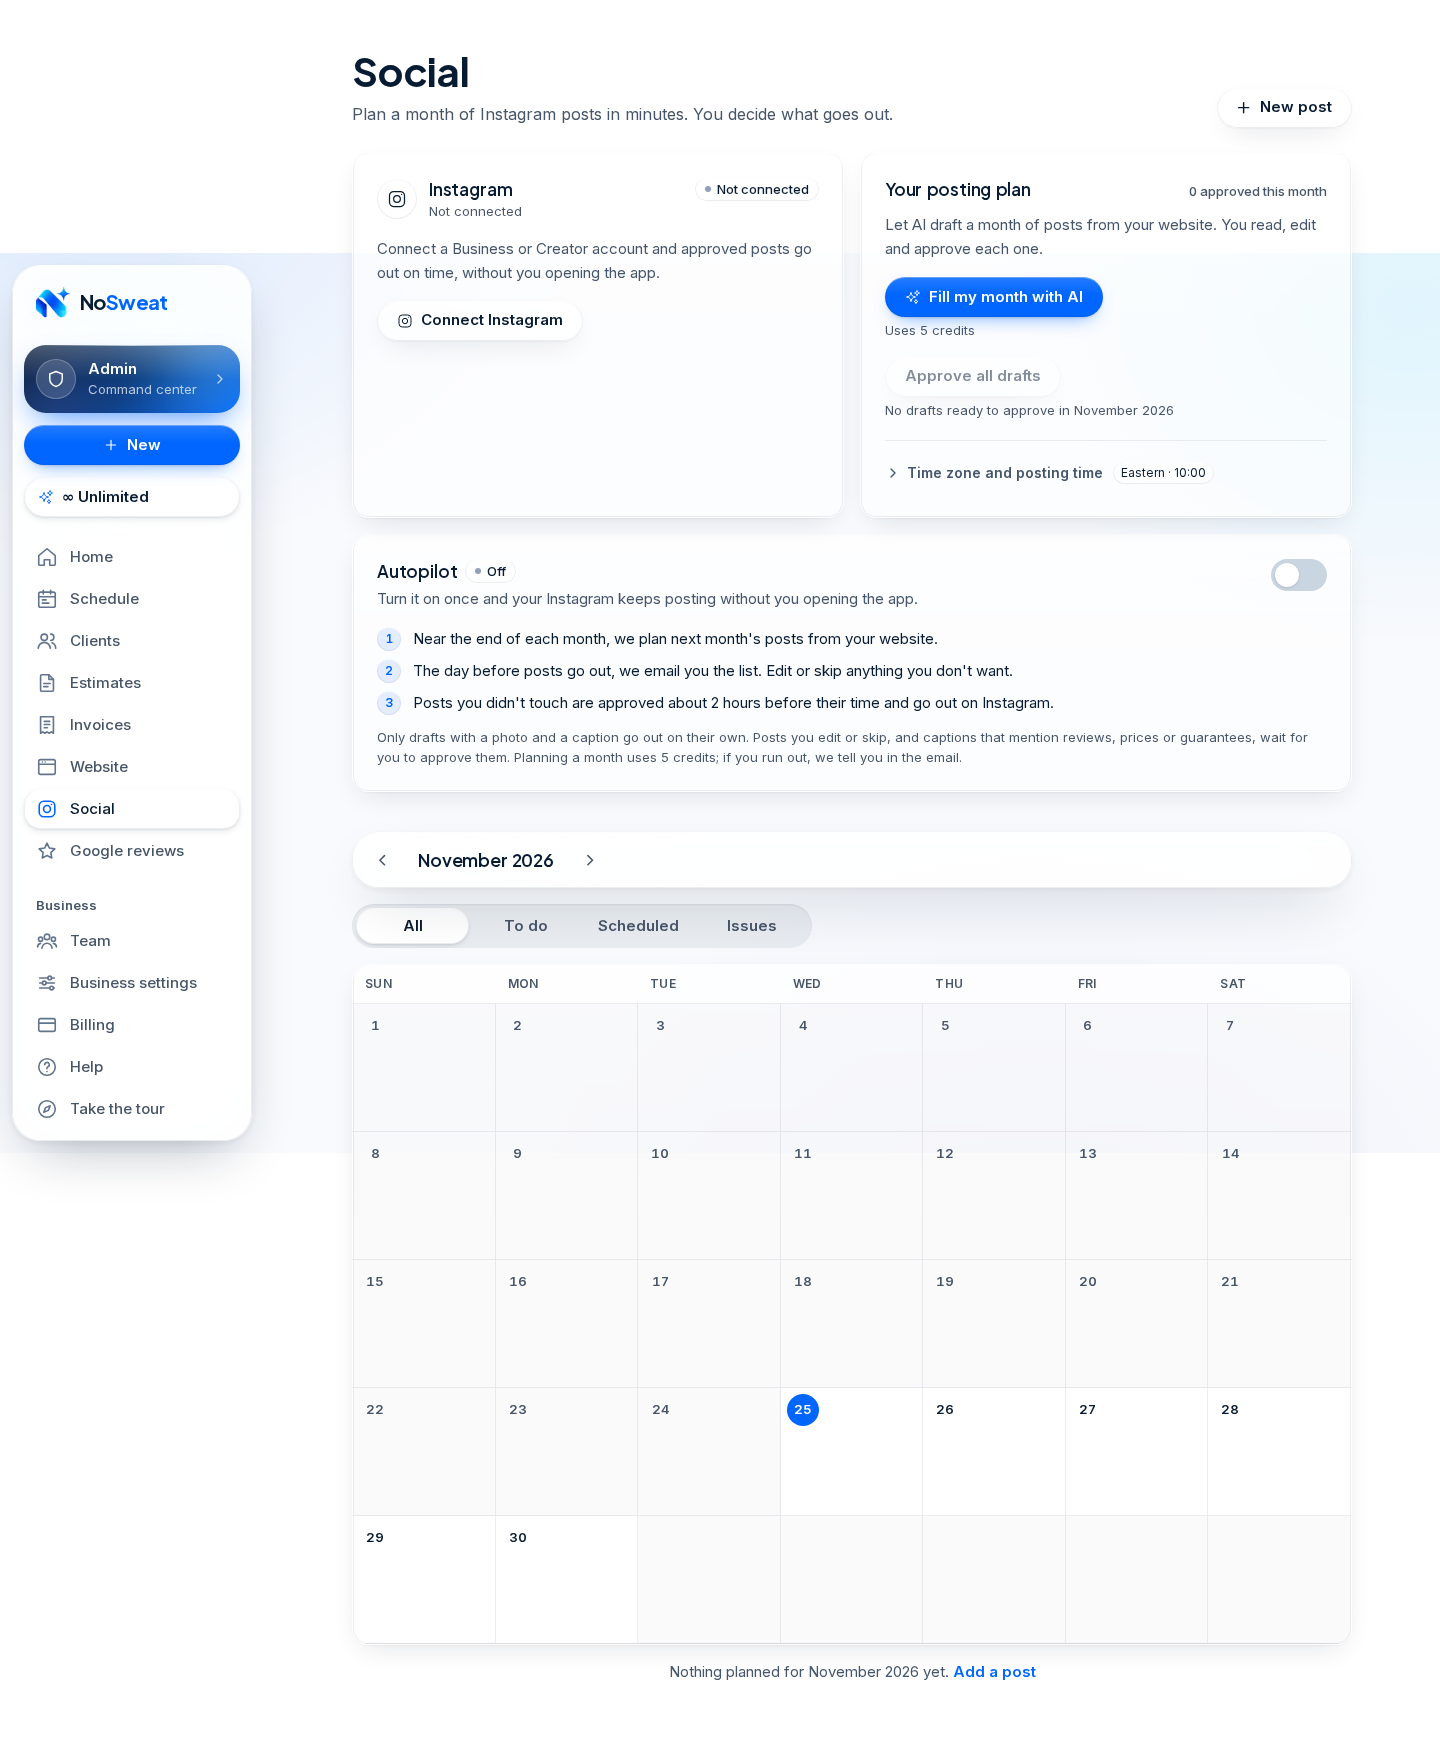 Social
Plan a month of Instagram posts in minutes. You decide what goes out.
New post
NoSweat
Admin
Command center
New
∞ Unlimited
Home
Schedule
Clients
Estimates
Invoices
Website
Social
Google reviews
Business
Team
Business settings
Billing
Help
Take the tour
Instagram
Not connected
Not connected
Connect a Business or Creator account and approved posts go
out on time, without you opening the app.
Connect Instagram
Your posting plan
0 approved this month
Let AI draft a month of posts from your website. You read, edit
and approve each one.
Fill my month with AI
Uses 5 credits
Approve all drafts
No drafts ready to approve in November 2026
Time zone and posting time
Eastern · 10:00
Autopilot
Off
Turn it on once and your Instagram keeps posting without you opening the app.
1 Near the end of each month, we plan next month's posts from your website.
2 The day before posts go out, we email you the list. Edit or skip anything you don't want.
3 Posts you didn't touch are approved about 2 hours before their time and go out on Instagram.
Only drafts with a photo and a caption go out on their own. Posts you edit or skip, and captions that mention reviews, prices or guarantees, wait for
you to approve them. Planning a month uses 5 credits; if you run out, we tell you in the email.
November 2026
All To do Scheduled Issues
SUN MON TUE WED THU FRI SAT
1 2 3 4 5 6 7
8 9 10 11 12 13 14
15 16 17 18 19 20 21
22 23 24 25 26 27 28
29 30
Nothing planned for November 2026 yet. Add a post